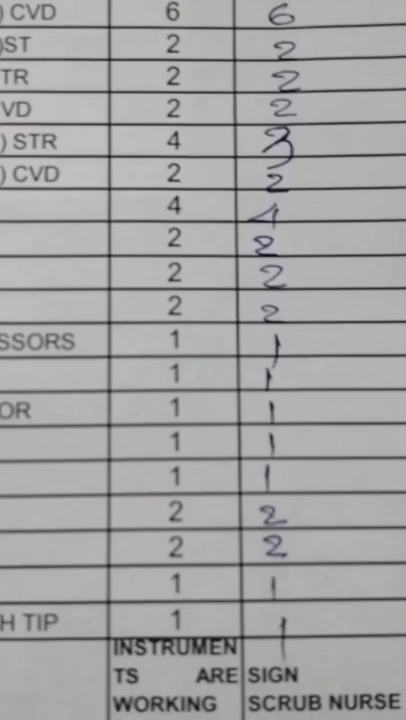 ) CVD 6 6
)ST 2 2
TR 2 2
VD 2 2
) STR 4 3
) CVD 2 2
4 4
2 2
2 2
2 2
SSORS 1 1
1 1
OR 1 1
1 1
1 1
2 2
2 2
1 1
H TIP 1 1
INSTRUMEN
TS ARE SIGN
WORKING SCRUB NURSE